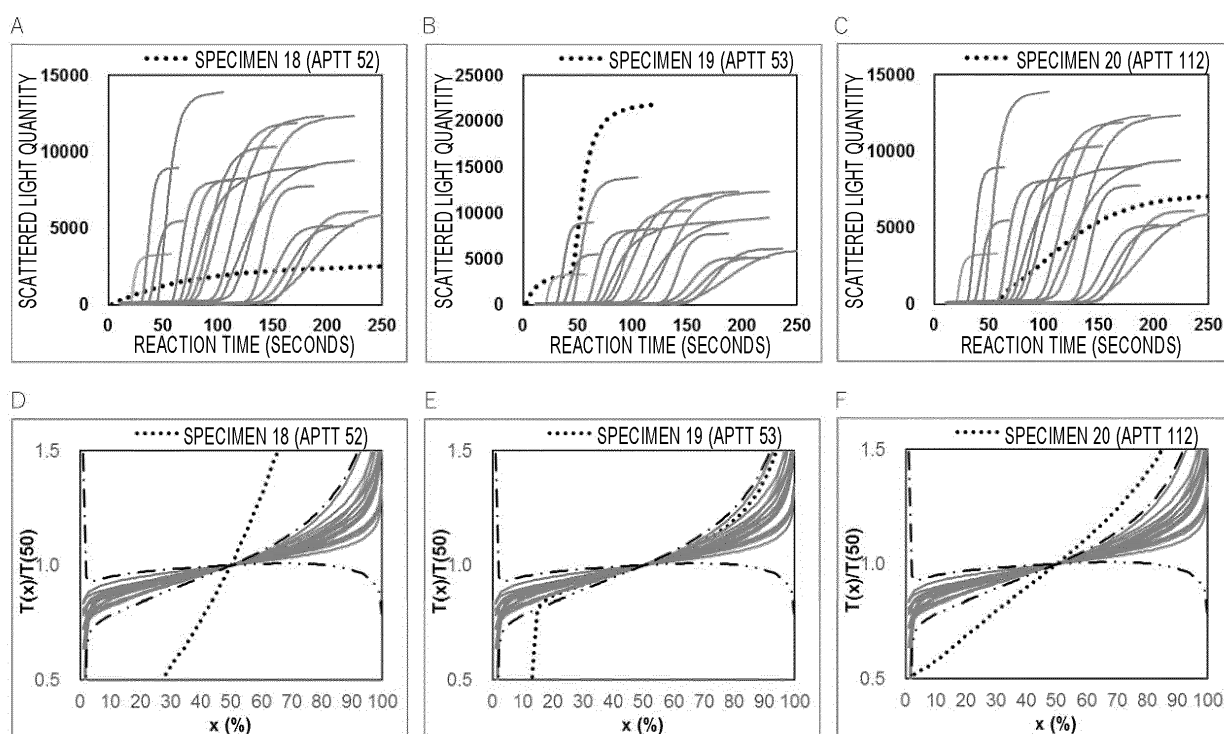 A
SPECIMEN 18 (APTT 52)
SCATTERED LIGHT QUANTITY
15000
10000
5000
0
0 50 100 150 200 250
REACTION TIME (SECONDS)
B
SPECIMEN 19 (APTT 53)
SCATTERED LIGHT QUANTITY
25000
20000
15000
10000
5000
0
0 50 100 150 200 250
REACTION TIME (SECONDS)
C
SPECIMEN 20 (APTT 112)
SCATTERED LIGHT QUANTITY
15000
10000
5000
0
0 50 100 150 200 250
REACTION TIME (SECONDS)
D
SPECIMEN 18 (APTT 52)
T(x)/T(50)
1.5
1.0
0.5
0 10 20 30 40 50 60 70 80 90 100
x (%)
E
SPECIMEN 19 (APTT 53)
T(x)/T(50)
1.5
1.0
0.5
0 10 20 30 40 50 60 70 80 90 100
x (%)
F
SPECIMEN 20 (APTT 112)
T(x)/T(50)
1.5
1.0
0.5
0 10 20 30 40 50 60 70 80 90 100
x (%)